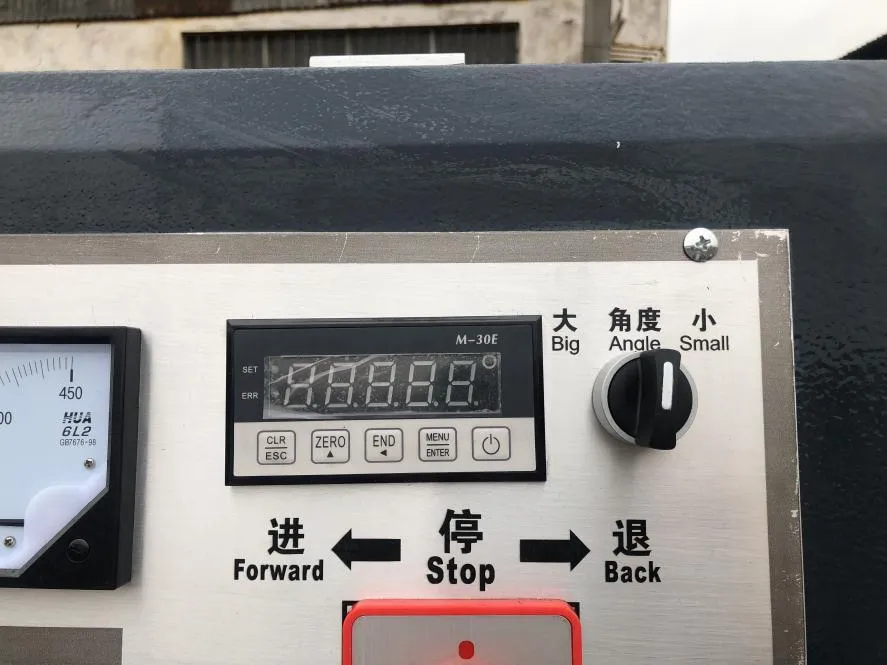 大 角度 小
Big Angle Small
M-30E
SET
ERR
450
00
HUA
6L2
GB7676-98
CLR
ESC
ZERO
END
MENU
ENTER
进 停 退
Forward Stop Back